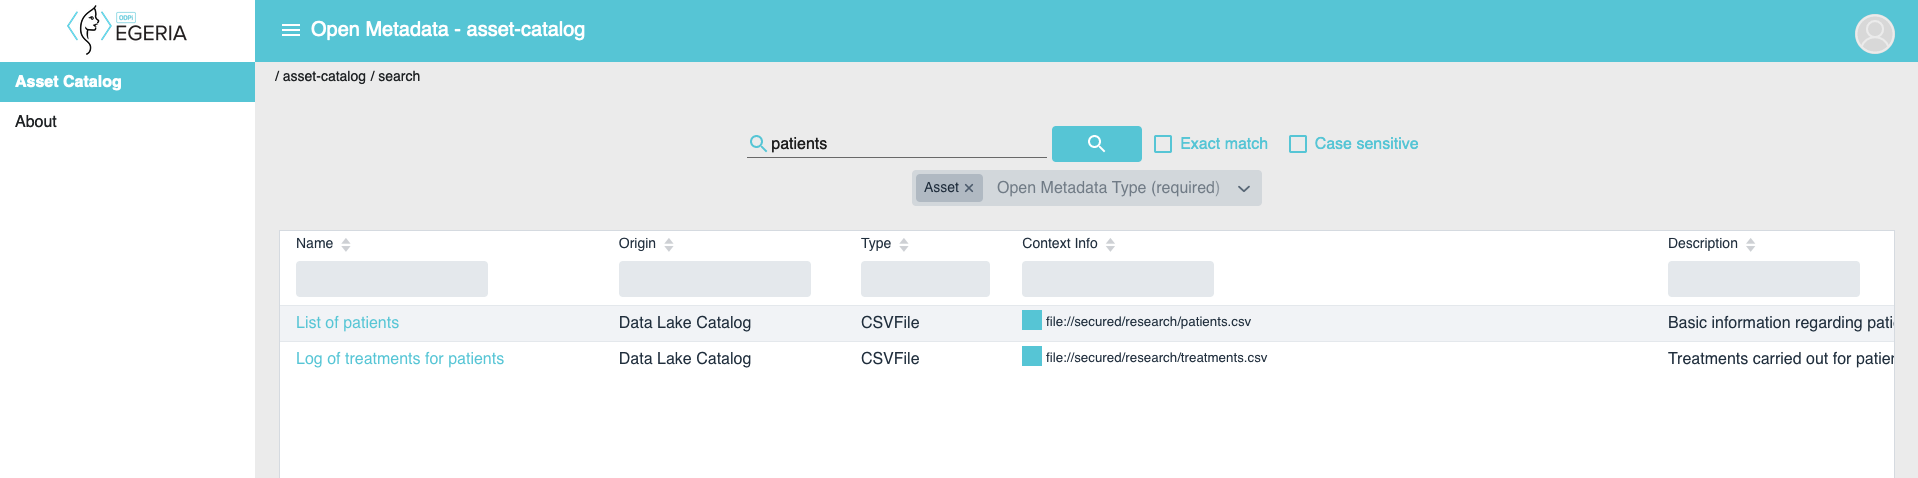 ODPi
EGERIA
Open Metadata - asset-catalog
Asset Catalog
About
/ asset-catalog / search
patients
Exact match
Case sensitive
Asset × Open Metadata Type (required)
Name Origin Type Context Info Description
List of patients Data Lake Catalog CSVFile file://secured/research/patients.csv Basic information regarding pati
Log of treatments for patients Data Lake Catalog CSVFile file://secured/research/treatments.csv Treatments carried out for patien